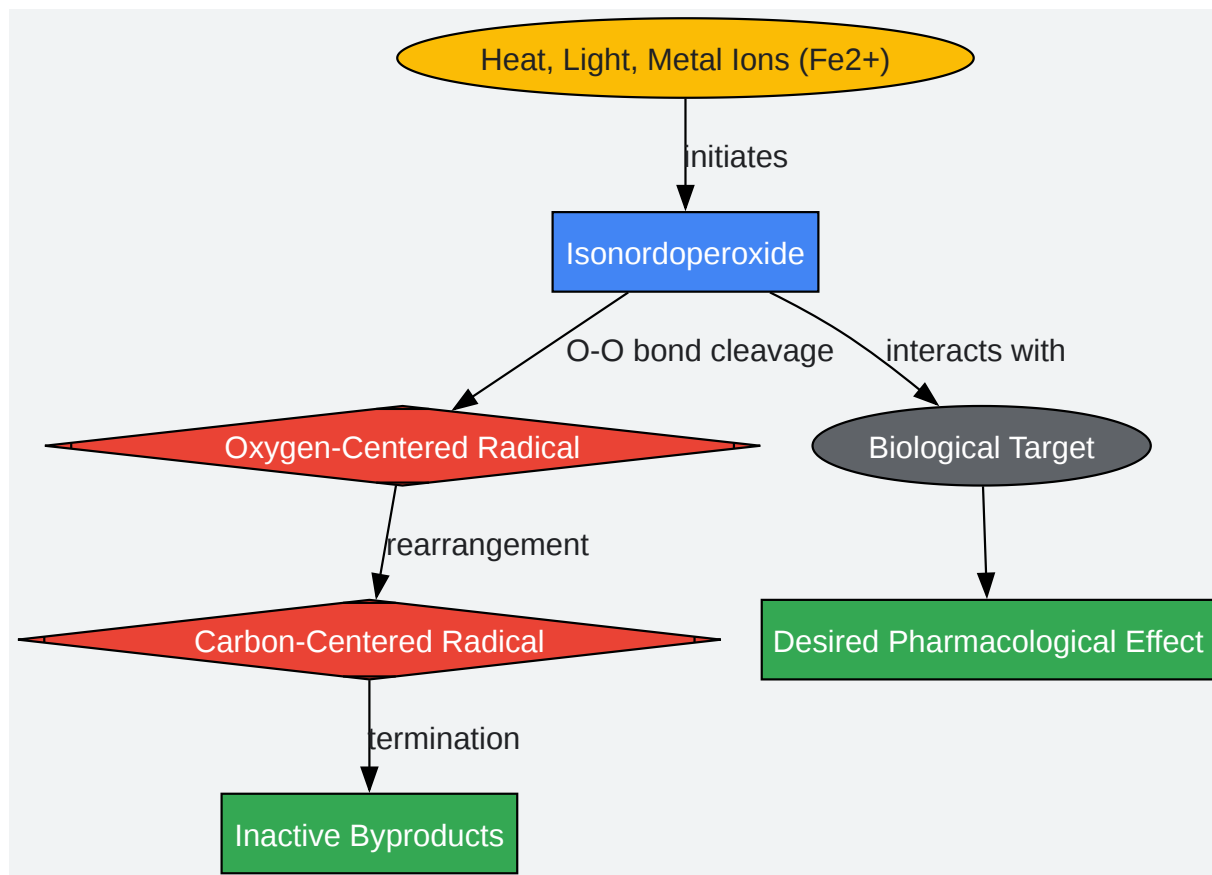 Heat, Light, Metal Ions (Fe2+)
initiates
Isonordoperoxide
O-O bond cleavage
interacts with
Oxygen-Centered Radical
Biological Target
rearrangement
Carbon-Centered Radical
Desired Pharmacological Effect
termination
Inactive Byproducts